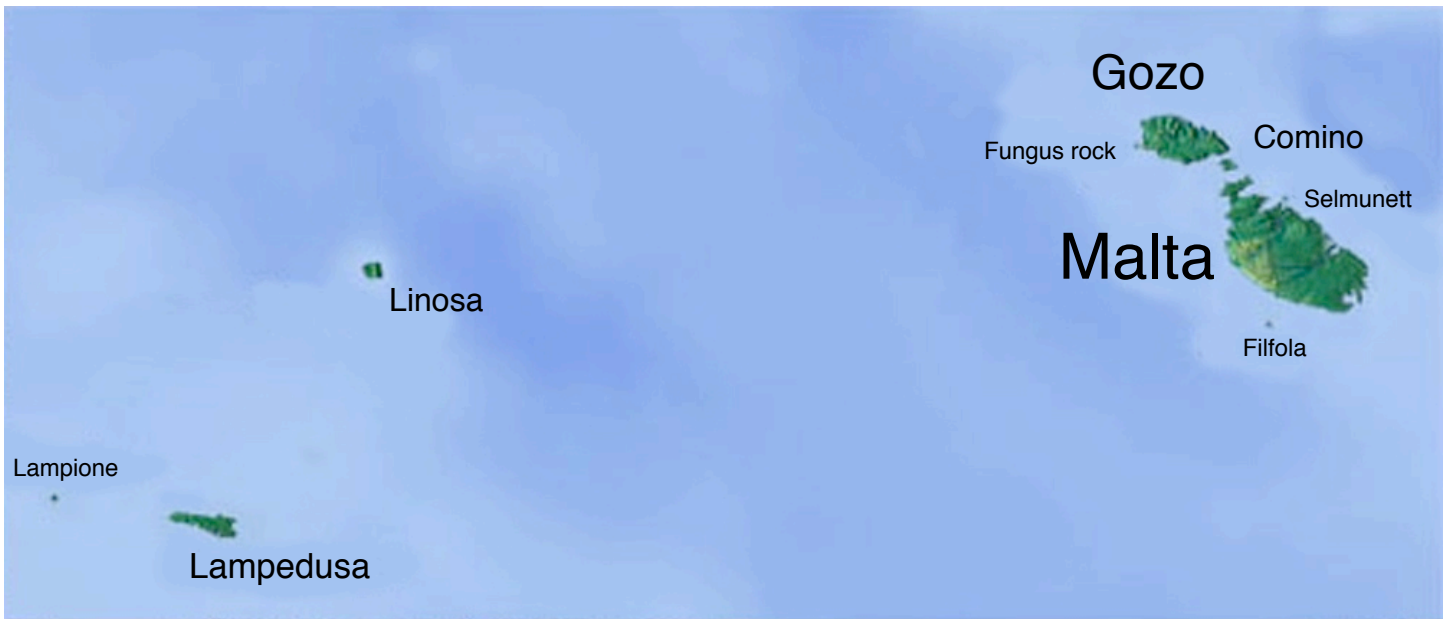 Gozo
Comino
Fungus rock
Selmunett
Malta
Linosa
Filfola
Lampione
Lampedusa